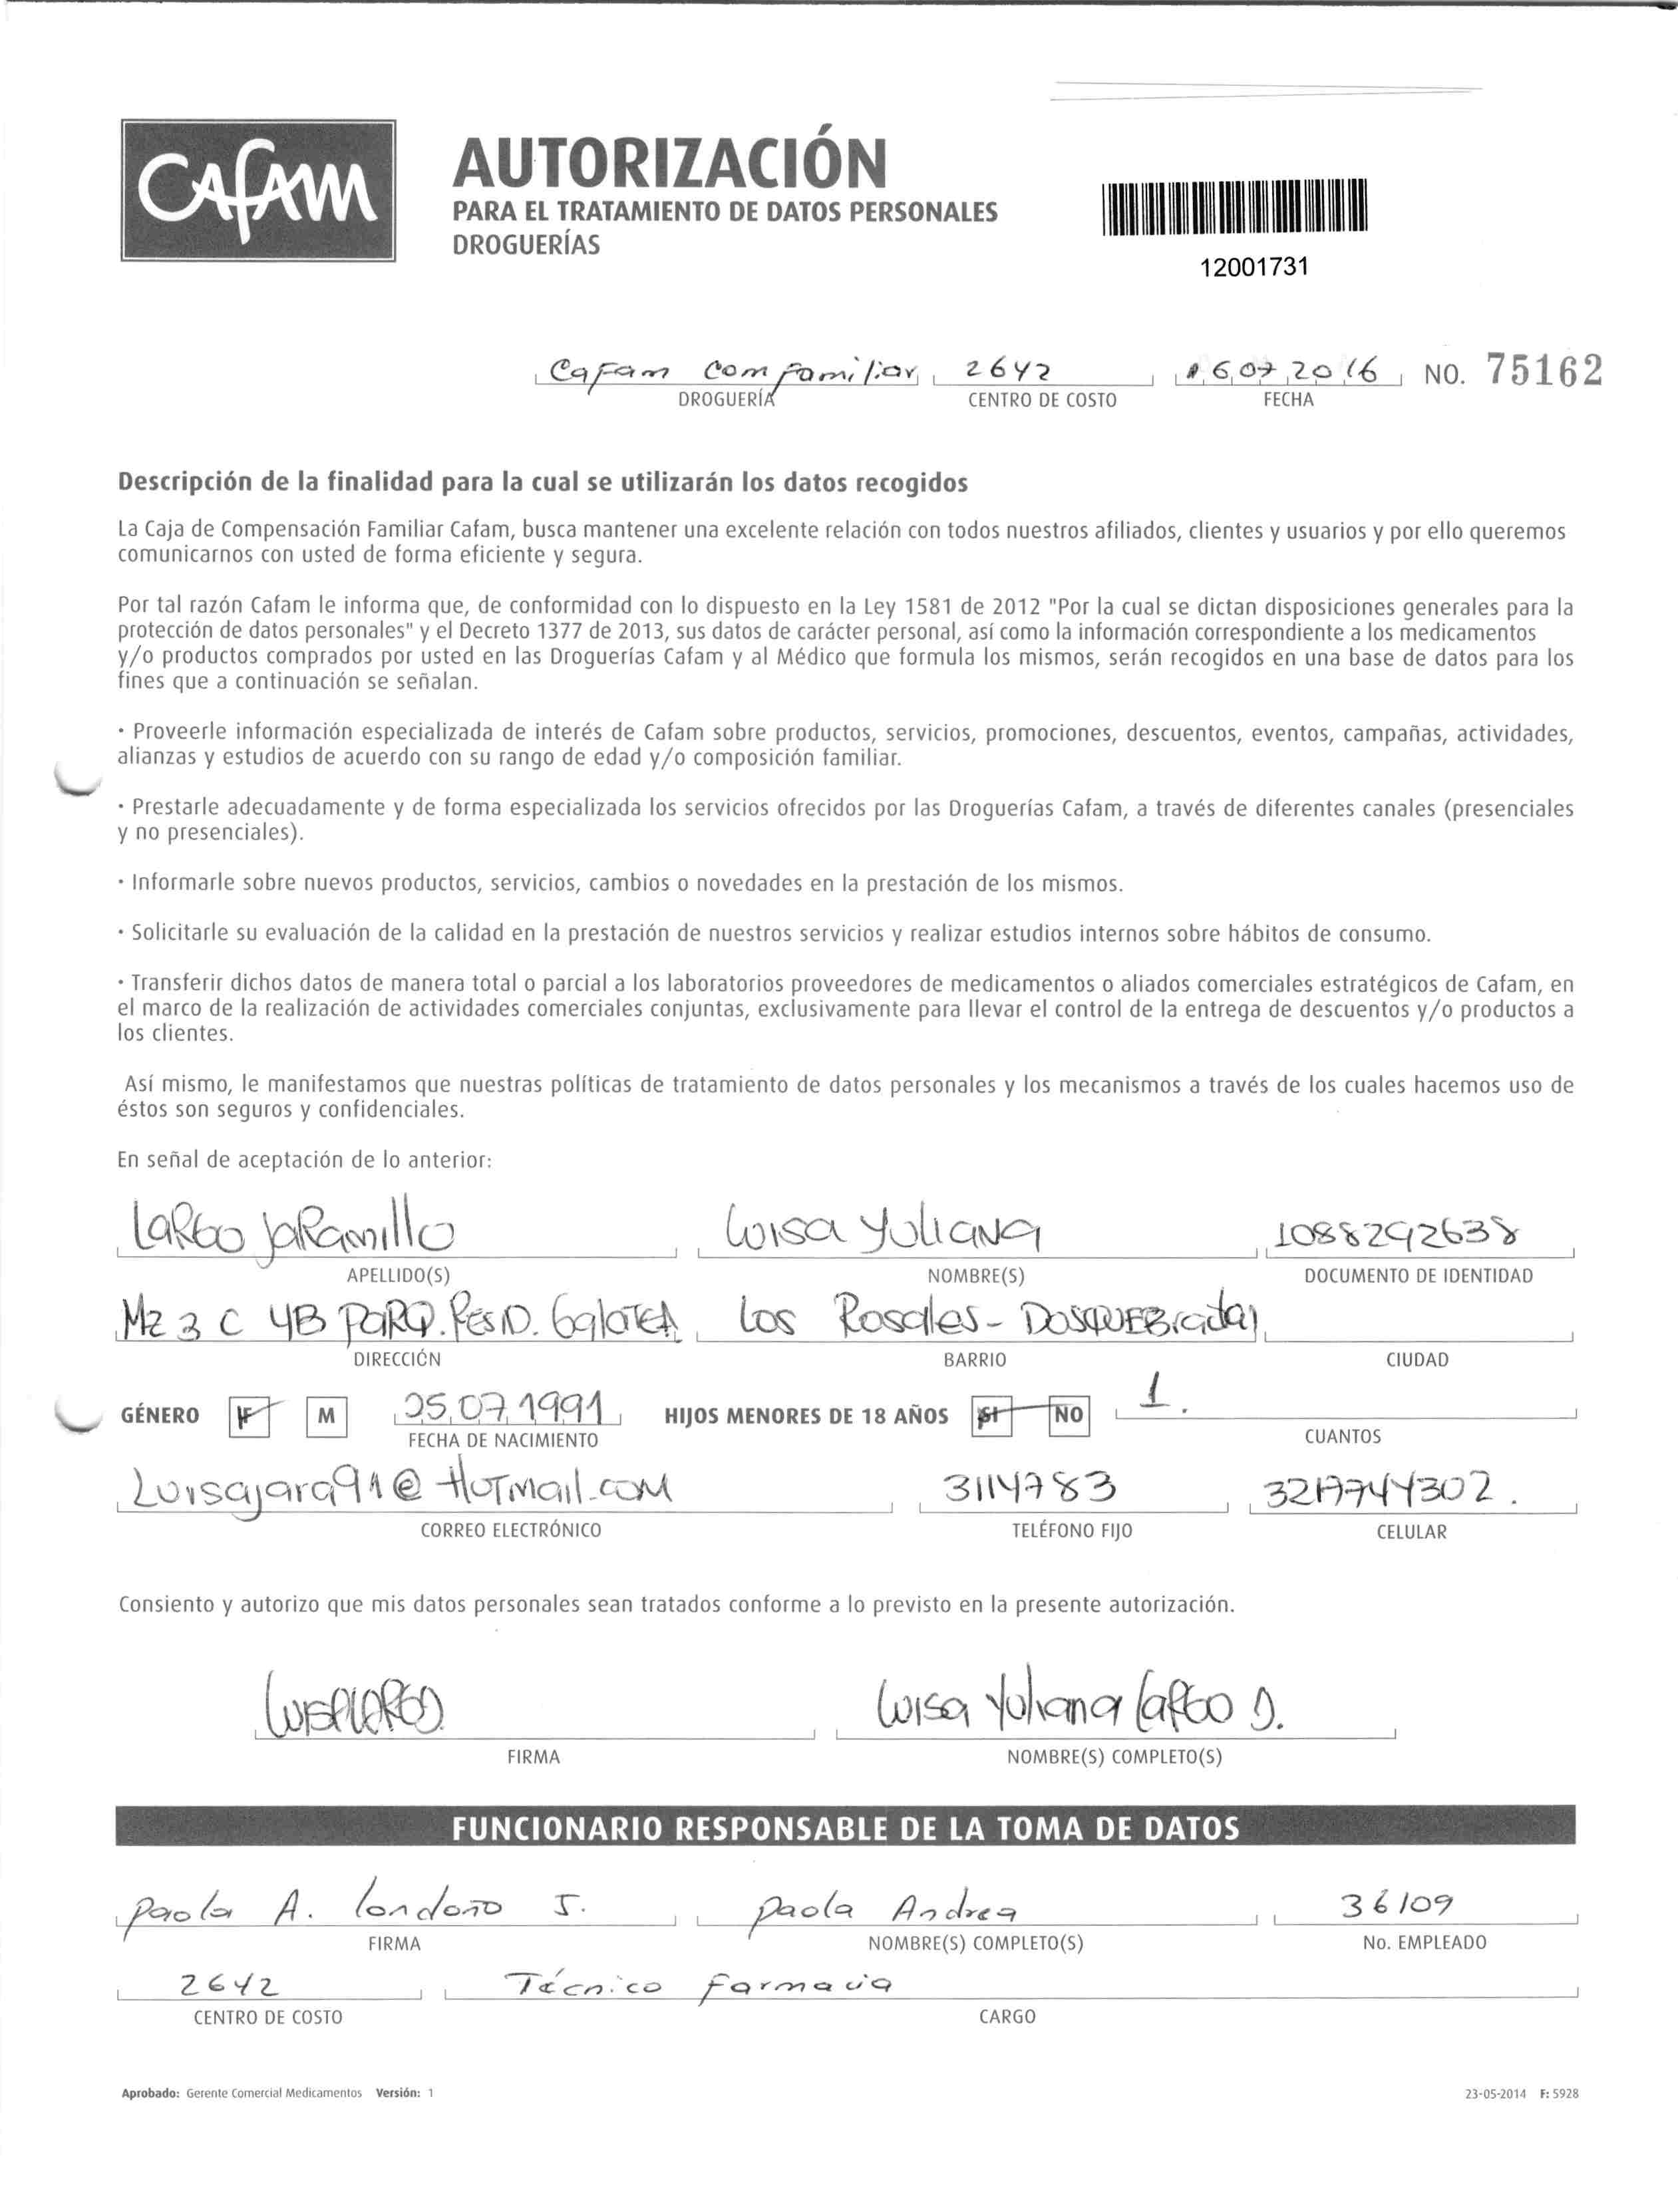 CAFAM
AUTORIZACIÓN
PARA EL TRATAMIENTO DE DATOS PERSONALES
DROGUERÍAS
12001731
Cafam Comfamiliar 2642 16 07 2016 NO. 75162
DROGUERÍA CENTRO DE COSTO FECHA
Descripción de la finalidad para la cual se utilizarán los datos recogidos
La Caja de Compensación Familiar Cafam, busca mantener una excelente relación con todos nuestros afiliados, clientes y usuarios y por ello queremos
comunicarnos con usted de forma eficiente y segura.
Por tal razón Cafam le informa que, de conformidad con lo dispuesto en la Ley 1581 de 2012 "Por la cual se dictan disposiciones generales para la
protección de datos personales" y el Decreto 1377 de 2013, sus datos de carácter personal, así como la información correspondiente a los medicamentos
y/o productos comprados por usted en las Droguerías Cafam y al Médico que formula los mismos, serán recogidos en una base de datos para los
fines que a continuación se señalan.
· Proveerle información especializada de interés de Cafam sobre productos, servicios, promociones, descuentos, eventos, campañas, actividades,
alianzas y estudios de acuerdo con su rango de edad y/o composición familiar.
· Prestarle adecuadamente y de forma especializada los servicios ofrecidos por las Droguerías Cafam, a través de diferentes canales (presenciales
y no presenciales).
· Informarle sobre nuevos productos, servicios, cambios o novedades en la prestación de los mismos.
· Solicitarle su evaluación de la calidad en la prestación de nuestros servicios y realizar estudios internos sobre hábitos de consumo.
· Transferir dichos datos de manera total o parcial a los laboratorios proveedores de medicamentos o aliados comerciales estratégicos de Cafam, en
el marco de la realización de actividades comerciales conjuntas, exclusivamente para llevar el control de la entrega de descuentos y/o productos a
los clientes.
Así mismo, le manifestamos que nuestras políticas de tratamiento de datos personales y los mecanismos a través de los cuales hacemos uso de
éstos son seguros y confidenciales.
En señal de aceptación de lo anterior:
Largo Jaramillo Luisa Yuliana 1088292638
APELLIDO(S) NOMBRE(S) DOCUMENTO DE IDENTIDAD
Mz 3 C 4B PARQ. RESID. Galatea Los Rosales - DosQuebradas
DIRECCIÓN BARRIO CIUDAD
GÉNERO F M 25.07.1991 HIJOS MENORES DE 18 AÑOS SI NO 1.
FECHA DE NACIMIENTO CUANTOS
Luisajara91@Hotmail.com 3114783 3217744302.
CORREO ELECTRÓNICO TELÉFONO FIJO CELULAR
Consiento y autorizo que mis datos personales sean tratados conforme a lo previsto en la presente autorización.
Luisa Largo Luisa Yuliana Largo J.
FIRMA NOMBRE(S) COMPLETO(S)
FUNCIONARIO RESPONSABLE DE LA TOMA DE DATOS
Paola A. Londoño J. Paola Andrea 36109
FIRMA NOMBRE(S) COMPLETO(S) No. EMPLEADO
2642 Técnico Farmacia
CENTRO DE COSTO CARGO
Aprobado: Gerente Comercial Medicamentos Versión: 1 23-05-2014 F: 5928